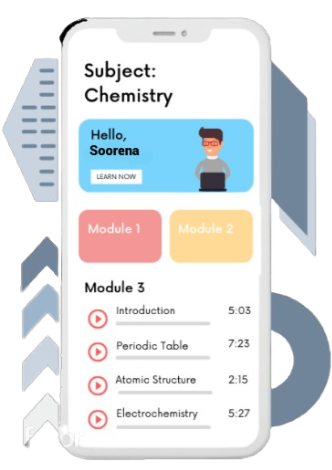 Subject:
Chemistry
Hello,
Soorena
LEARN NOW
Module 1
Module 2
Module 3
Introduction 5:03
Periodic Table 7:23
Atomic Structure 2:15
Electrochemistry 5:27